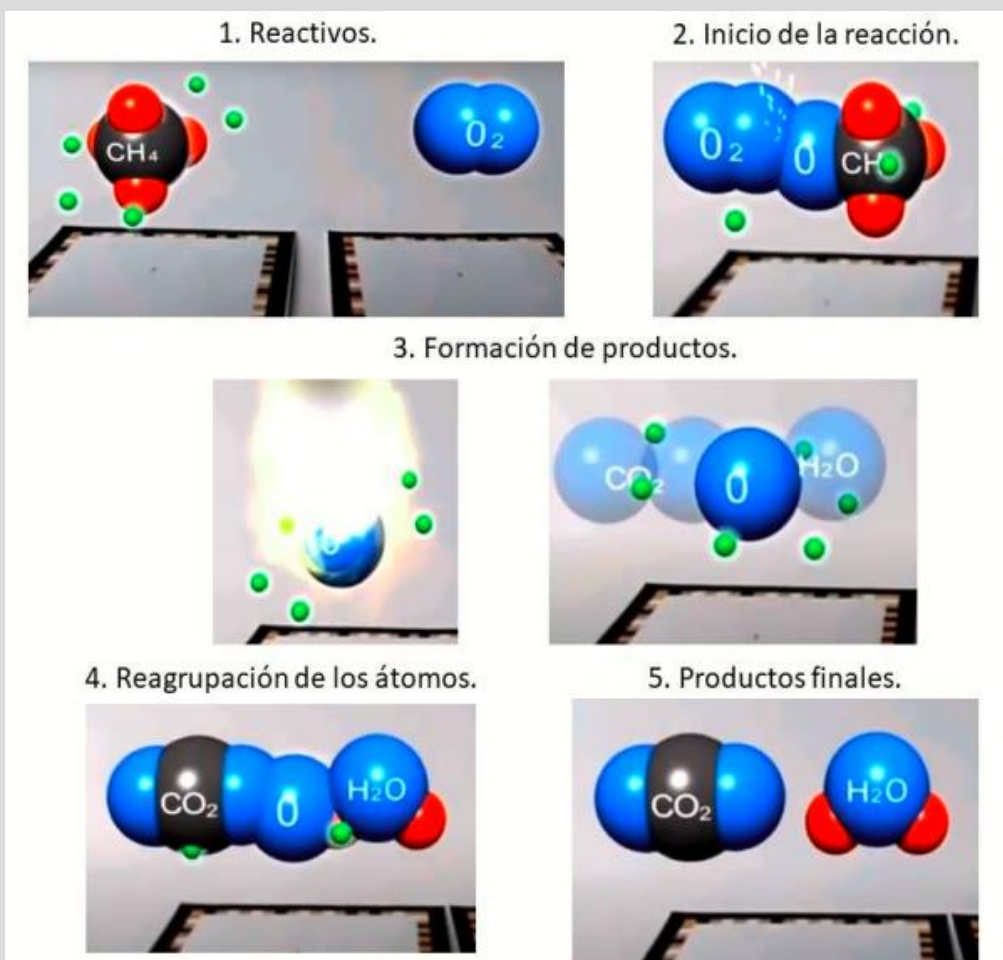 1. Reactivos.
2. Inicio de la reacción.
CH₄
O₂
O₂
O
CH
3. Formación de productos.
O
CO₂
O
H₂O
4. Reagrupación de los átomos.
5. Productos finales.
CO₂
O
H₂O
CO₂
H₂O